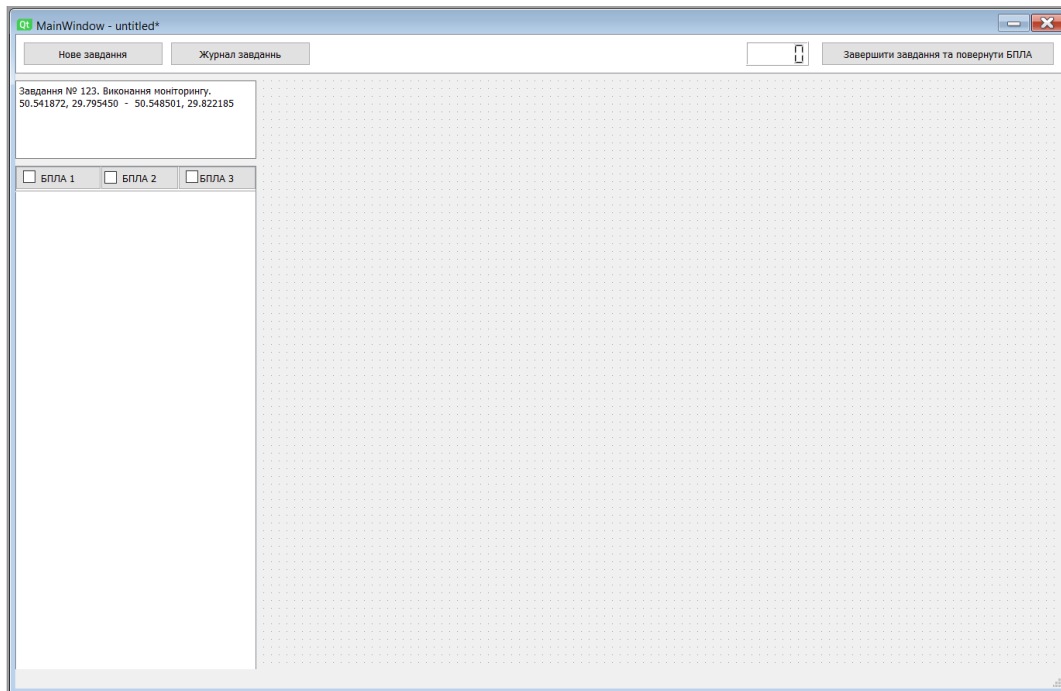 MainWindow - untitled*
Нове завдання
Журнал завданнь
0
Завершити завдання та повернути БПЛА
Завдання № 123. Виконання моніторингу.
50.541872, 29.795450 - 50.548501, 29.822185
БПЛА 1
БПЛА 2
БПЛА 3